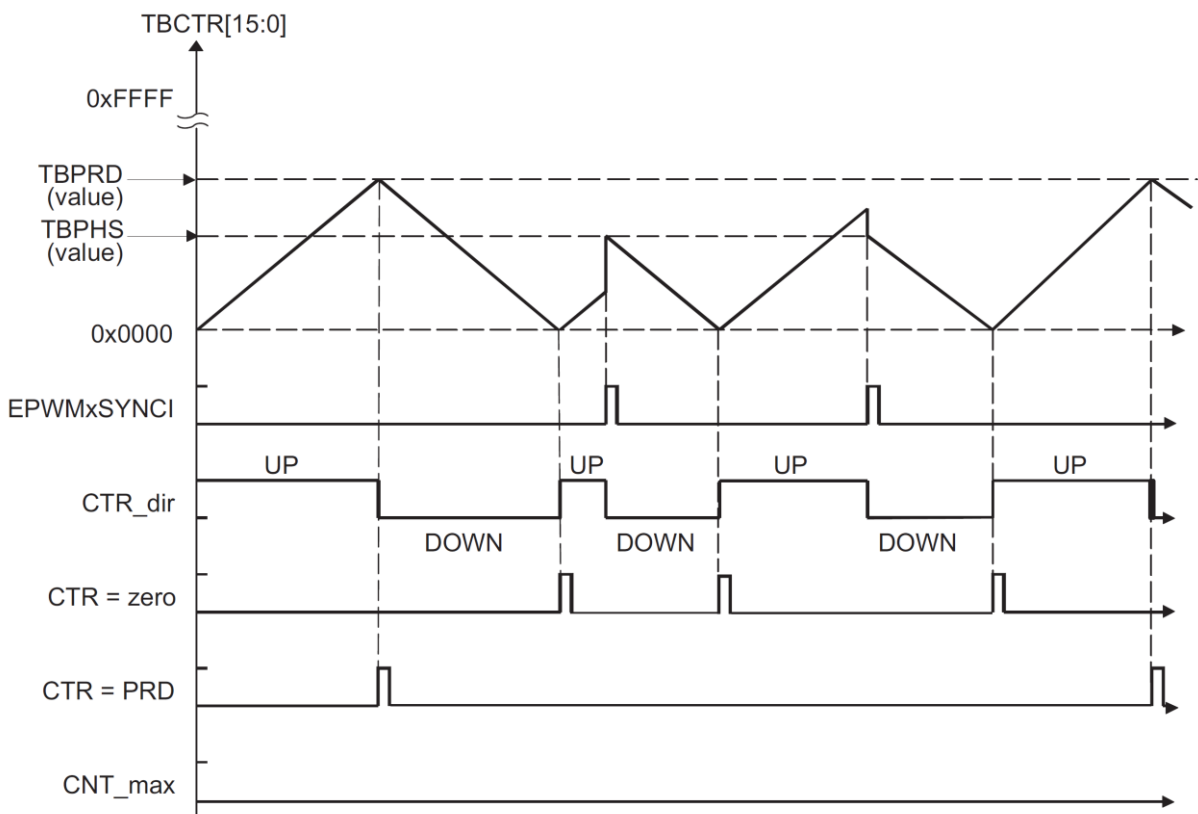 TBCTR[15:0]
0xFFFF
TBPRD
(value)
TBPHS
(value)
0x0000
EPWMxSYNCI
UP UP UP UP
CTR_dir
DOWN DOWN DOWN
CTR = zero
CTR = PRD
CNT_max